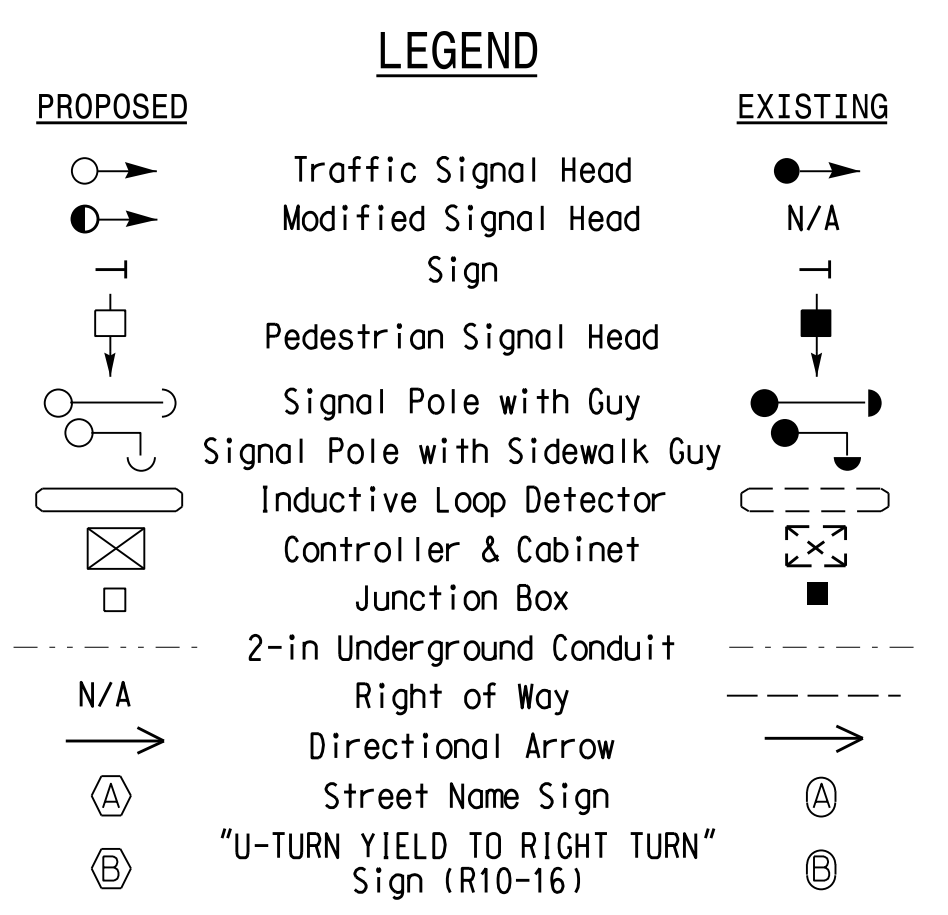 LEGEND
PROPOSED EXISTING
Traffic Signal Head
Modified Signal Head N/A
Sign
Pedestrian Signal Head
Signal Pole with Guy
Signal Pole with Sidewalk Guy
Inductive Loop Detector
Controller & Cabinet
Junction Box
2-in Underground Conduit
N/A Right of Way
Directional Arrow
A Street Name Sign A
"U-TURN YIELD TO RIGHT TURN"
B Sign (R10-16) B